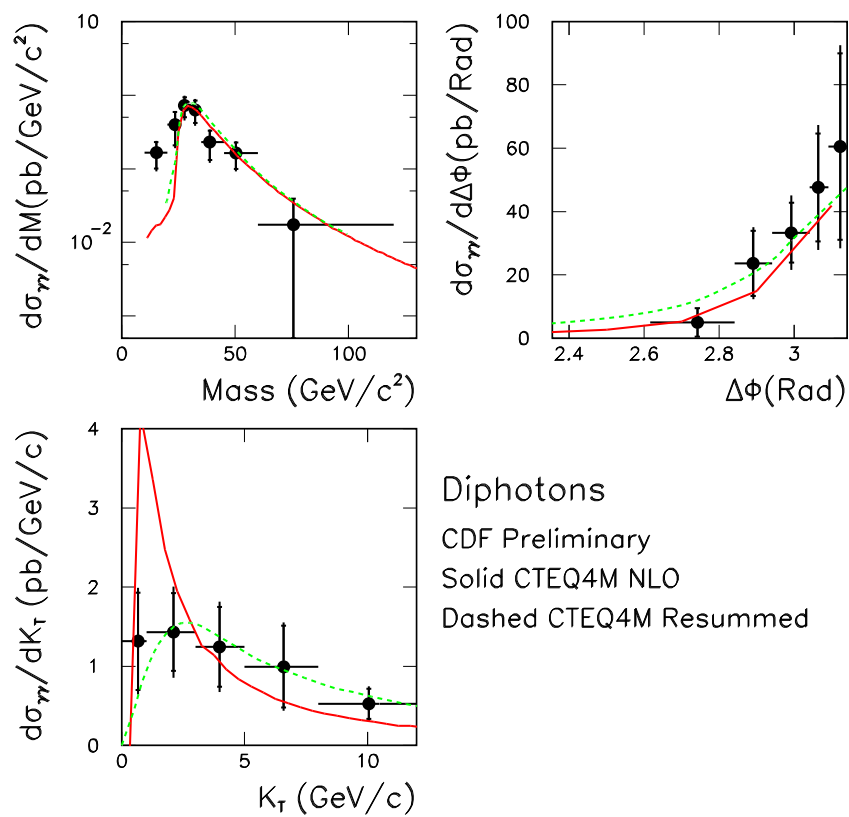 dσγγ/dM(pb/GeV/c²)
10
10⁻²
0
50
100
Mass (GeV/c²)
dσγγ/dΔΦ(pb/Rad)
100
80
60
40
20
0
2.4
2.6
2.8
3
ΔΦ(Rad)
dσγγ/dK_T (pb/GeV/c)
4
3
2
1
0
0
5
10
K_T (GeV/c)
Diphotons
CDF Preliminary
Solid CTEQ4M NLO
Dashed CTEQ4M Resummed